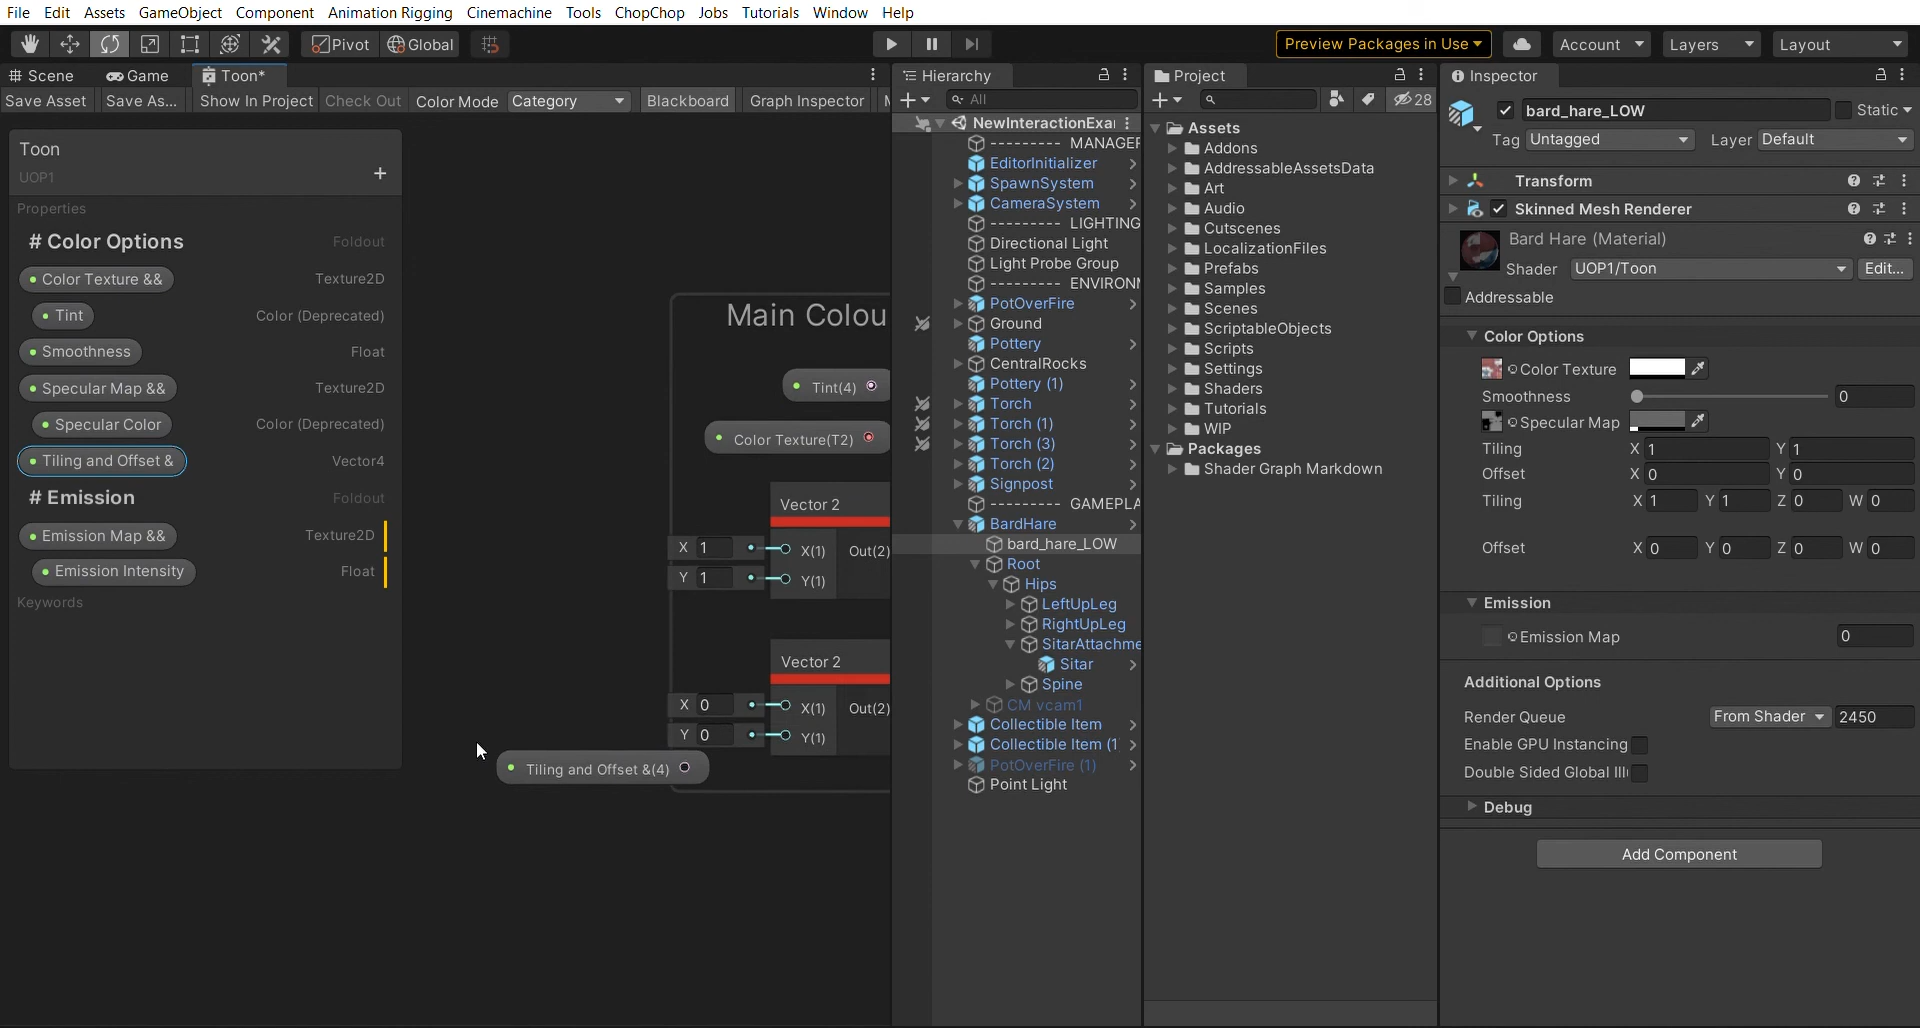 File Edit Assets GameObject Component Animation Rigging Cinemachine Tools ChopChop Jobs Tutorials Window Help
Pivot Global Preview Packages in Use Account Layers Layout
# Scene Game Toon*
Save Asset Save As... Show In Project Check Out Color Mode Category Blackboard Graph Inspector
Toon
UOP1
+
Properties
# Color Options Foldout
Color Texture && Texture2D
Tint Color (Deprecated)
Smoothness Float
Specular Map && Texture2D
Specular Color Color (Deprecated)
Tiling and Offset & Vector4
# Emission Foldout
Emission Map && Texture2D
Emission Intensity Float
Keywords
Main Colou
Tint(4)
Color Texture(T2)
Vector 2
X 1 X(1) Out(2)
Y 1 Y(1)
Vector 2
X 0 X(1) Out(2)
Y 0 Y(1)
Tiling and Offset &(4)
Hierarchy
+ All
NewInteractionExa
--------- MANAGER
EditorInitializer
SpawnSystem
CameraSystem
--------- LIGHTING
Directional Light
Light Probe Group
--------- ENVIRONM
PotOverFire
Ground
Pottery
CentralRocks
Pottery (1)
Torch
Torch (1)
Torch (3)
Torch (2)
Signpost
--------- GAMEPLA
BardHare
bard_hare_LOW
Root
Hips
LeftUpLeg
RightUpLeg
SitarAttachme
Sitar
Spine
CM vcam1
Collectible Item
Collectible Item (1
PotOverFire (1)
Point Light
Project
+ 28
Assets
Addons
AddressableAssetsData
Art
Audio
Cutscenes
LocalizationFiles
Prefabs
Samples
Scenes
ScriptableObjects
Scripts
Settings
Shaders
Tutorials
WIP
Packages
Shader Graph Markdown
Inspector
bard_hare_LOW Static
Tag Untagged Layer Default
Transform
Skinned Mesh Renderer
Bard Hare (Material)
Shader UOP1/Toon Edit...
Addressable
Color Options
Color Texture
Smoothness 0
Specular Map
Tiling X 1 Y 1
Offset X 0 Y 0
Tiling X 1 Y 1 Z 0 W 0
Offset X 0 Y 0 Z 0 W 0
Emission
Emission Map 0
Additional Options
Render Queue From Shader 2450
Enable GPU Instancing
Double Sided Global Ill
Debug
Add Component